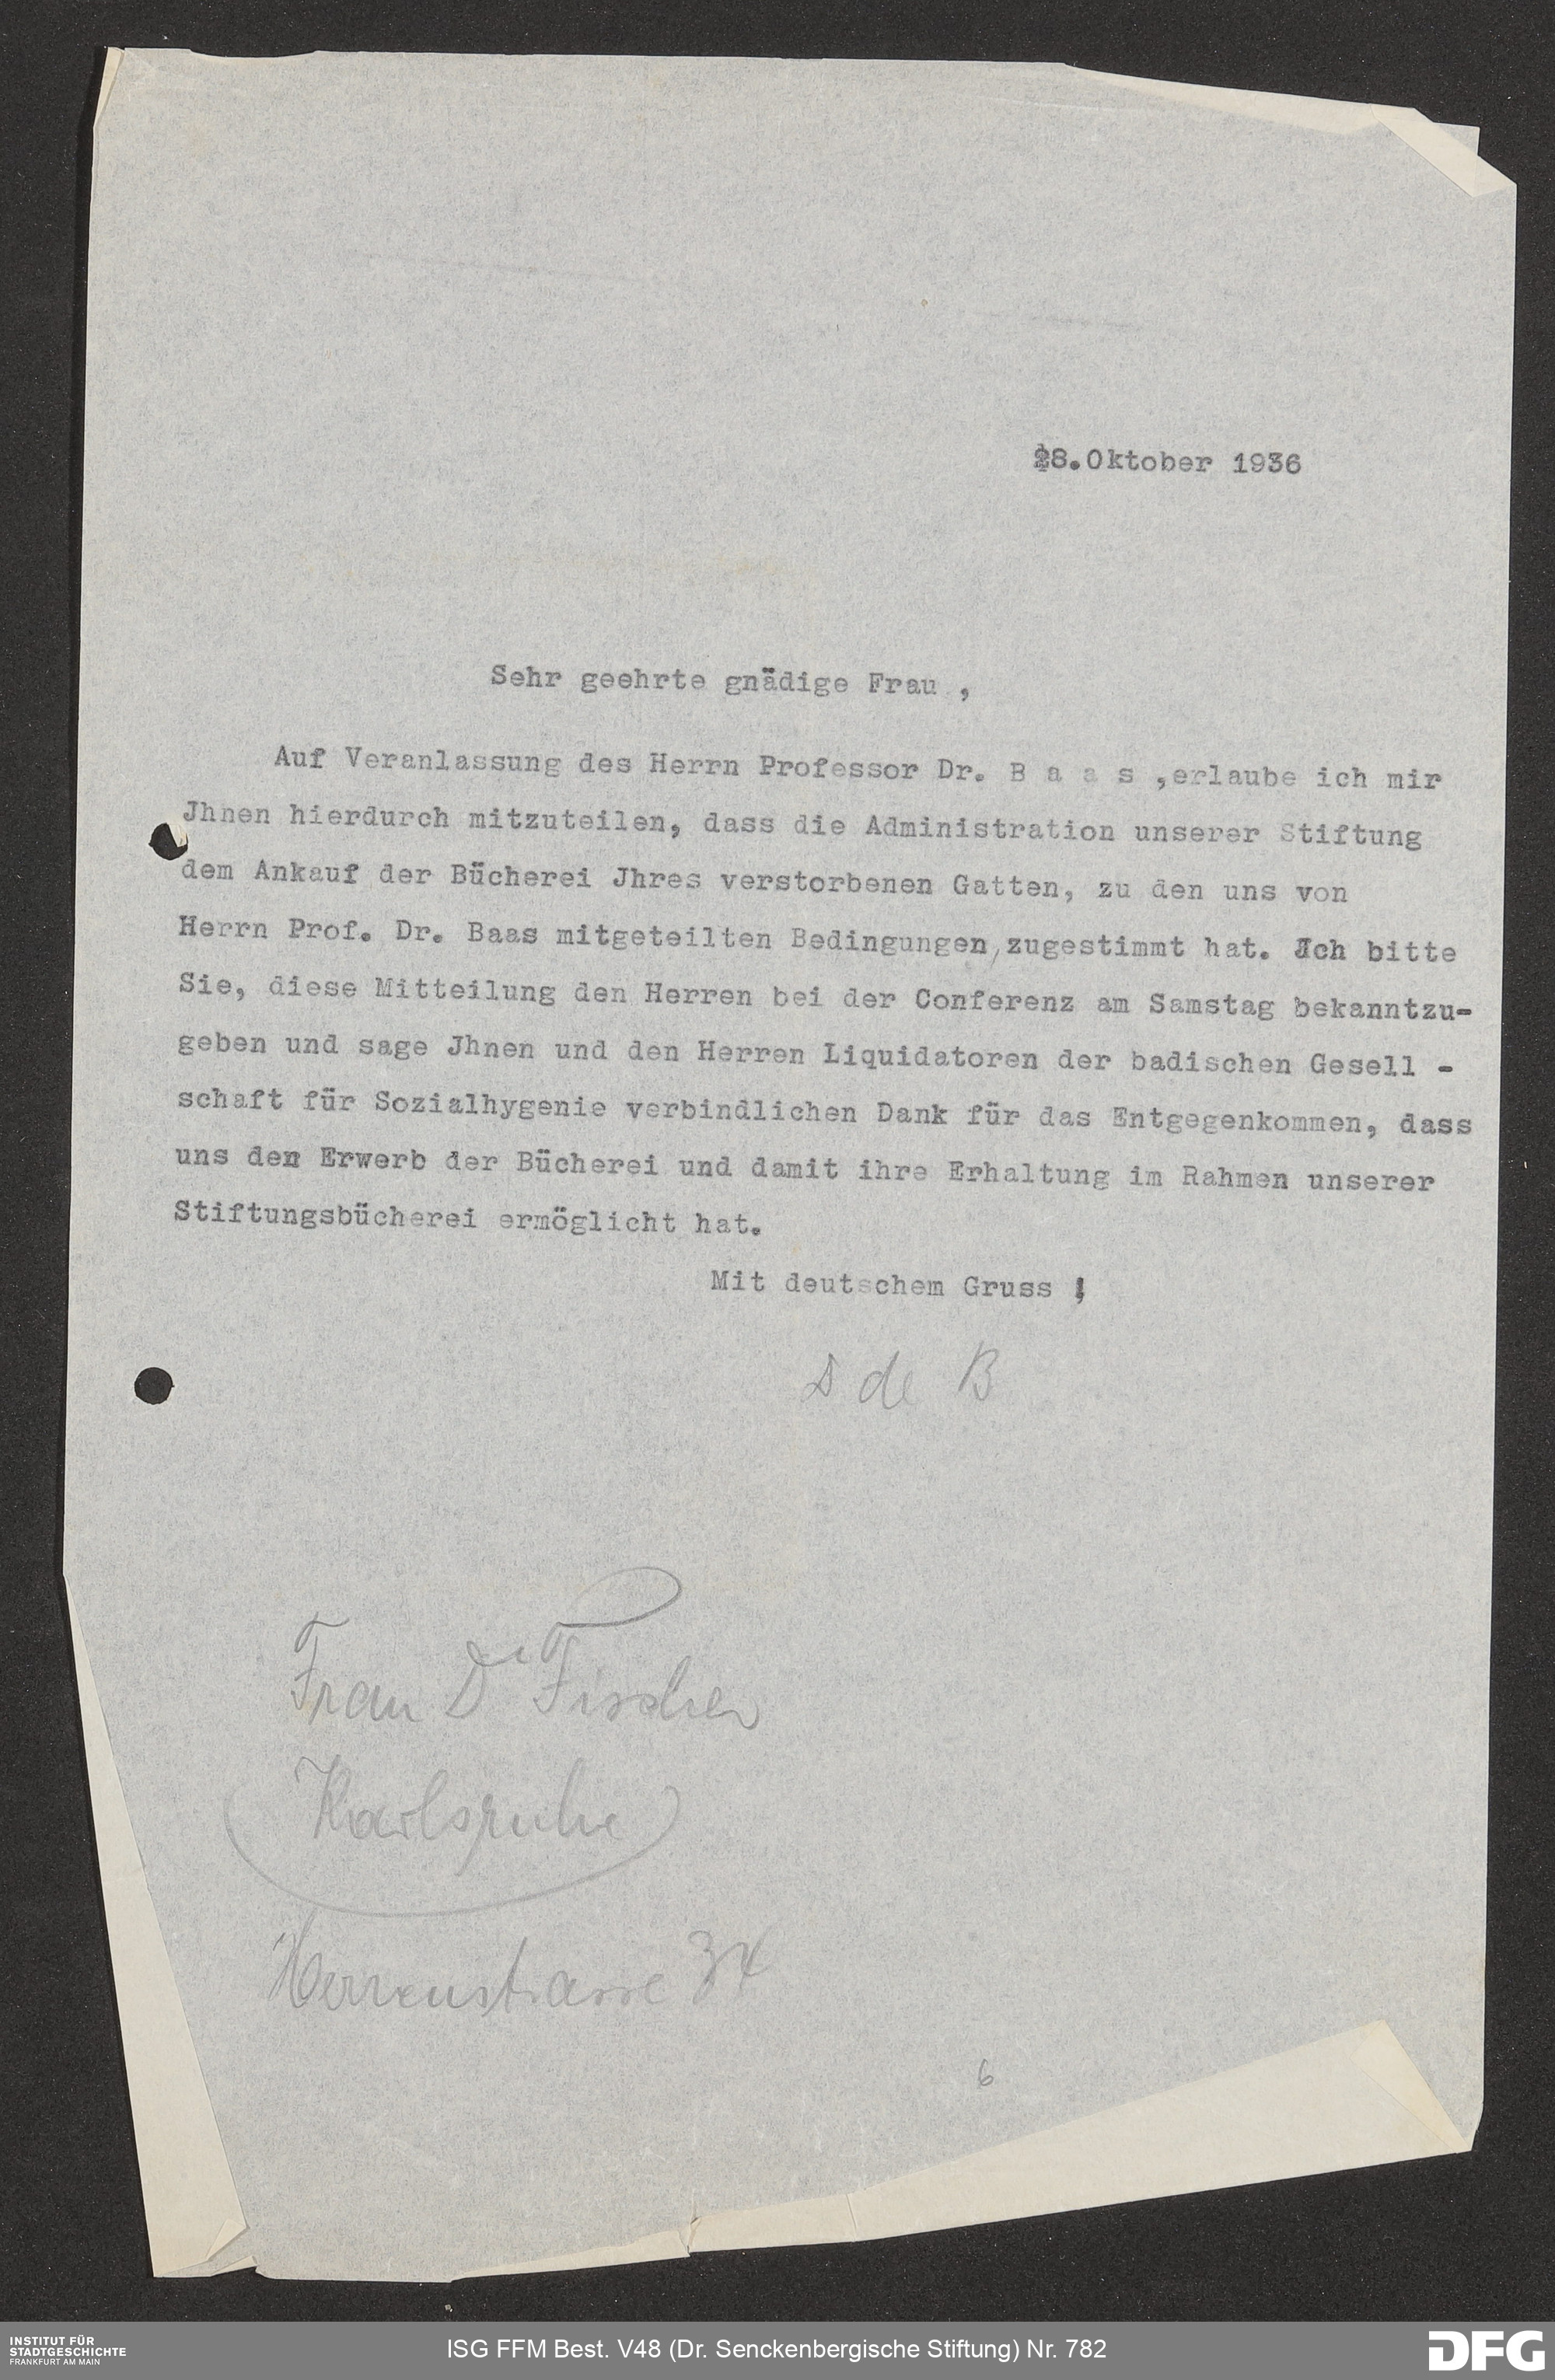 28.Oktober 1936
Sehr geehrte gnädige Frau ,
Auf Veranlassung des Herrn Professor Dr. B a a s ,erlaube ich mir
Jhnen hierdurch mitzuteilen, dass die Administration unserer Stiftung
dem Ankauf der Bücherei Jhres verstorbenen Gatten, zu den uns von
Herrn Prof. Dr. Baas mitgeteilten Bedingungen, zugestimmt hat. Jch bitte
Sie, diese Mitteilung den Herren bei der Conferenz am Samstag bekanntzu-
geben und sage Jhnen und den Herren Liquidatoren der badischen Gesell -
schaft für Sozialhygenie verbindlichen Dank für das Entgegenkommen, dass
uns den Erwerb der Bücherei und damit ihre Erhaltung im Rahmen unserer
Stiftungsbücherei ermöglicht hat.
Mit deutschem Gruss !
S de B
Frau Dr Fischer
Karlsruhe
Herrenstrasse 34
6
INSTITUT FÜR
STADTGESCHICHTE
FRANKFURT AM MAIN
ISG FFM Best. V48 (Dr. Senckenbergische Stiftung) Nr. 782
DFG